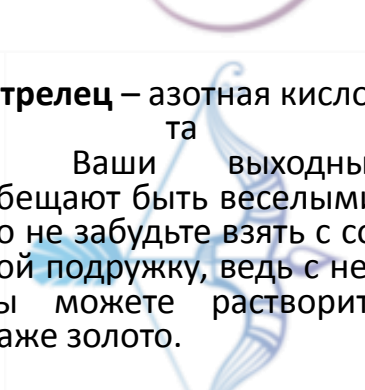 трелец – азотная кисло
та
Ваши выходны
бещают быть веселыми
о не забудьте взять с со
ой подружку, ведь с не
ы можете растворит
аже золото.